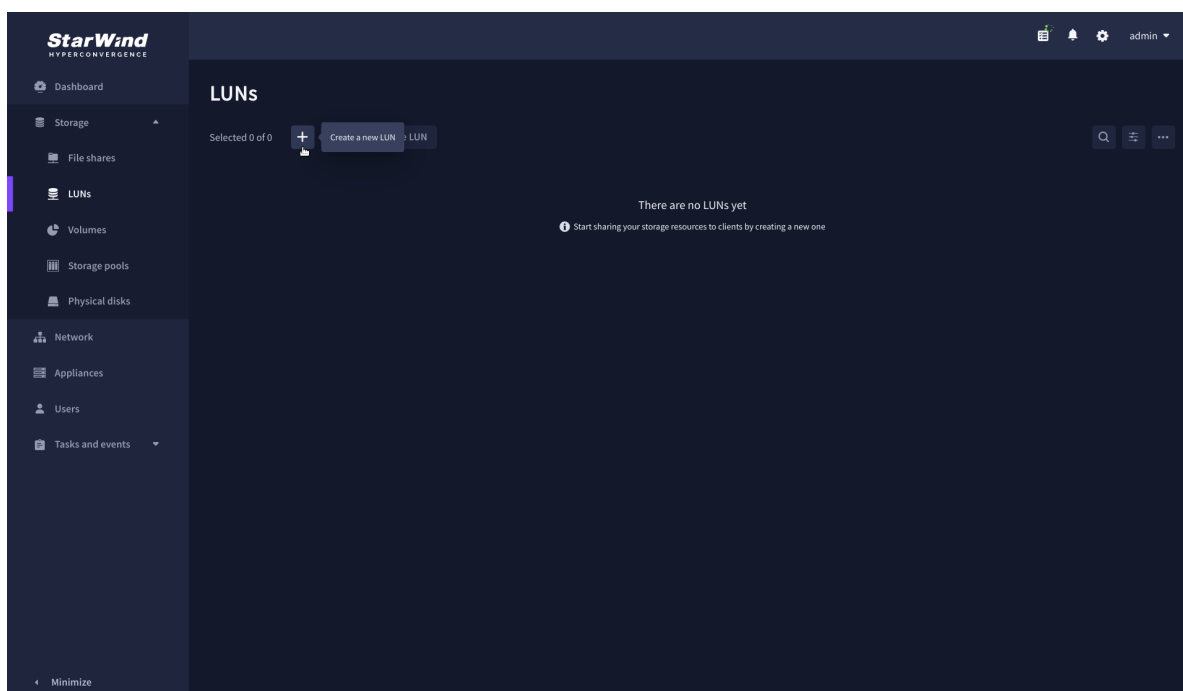 StarWind
HYPERCONVERGENCE
admin
Dashboard
Storage
File shares
LUNs
Volumes
Storage pools
Physical disks
Network
Appliances
Users
Tasks and events
Minimize
LUNs
Selected 0 of 0
Create a new LUN
LUN
There are no LUNs yet
Start sharing your storage resources to clients by creating a new one